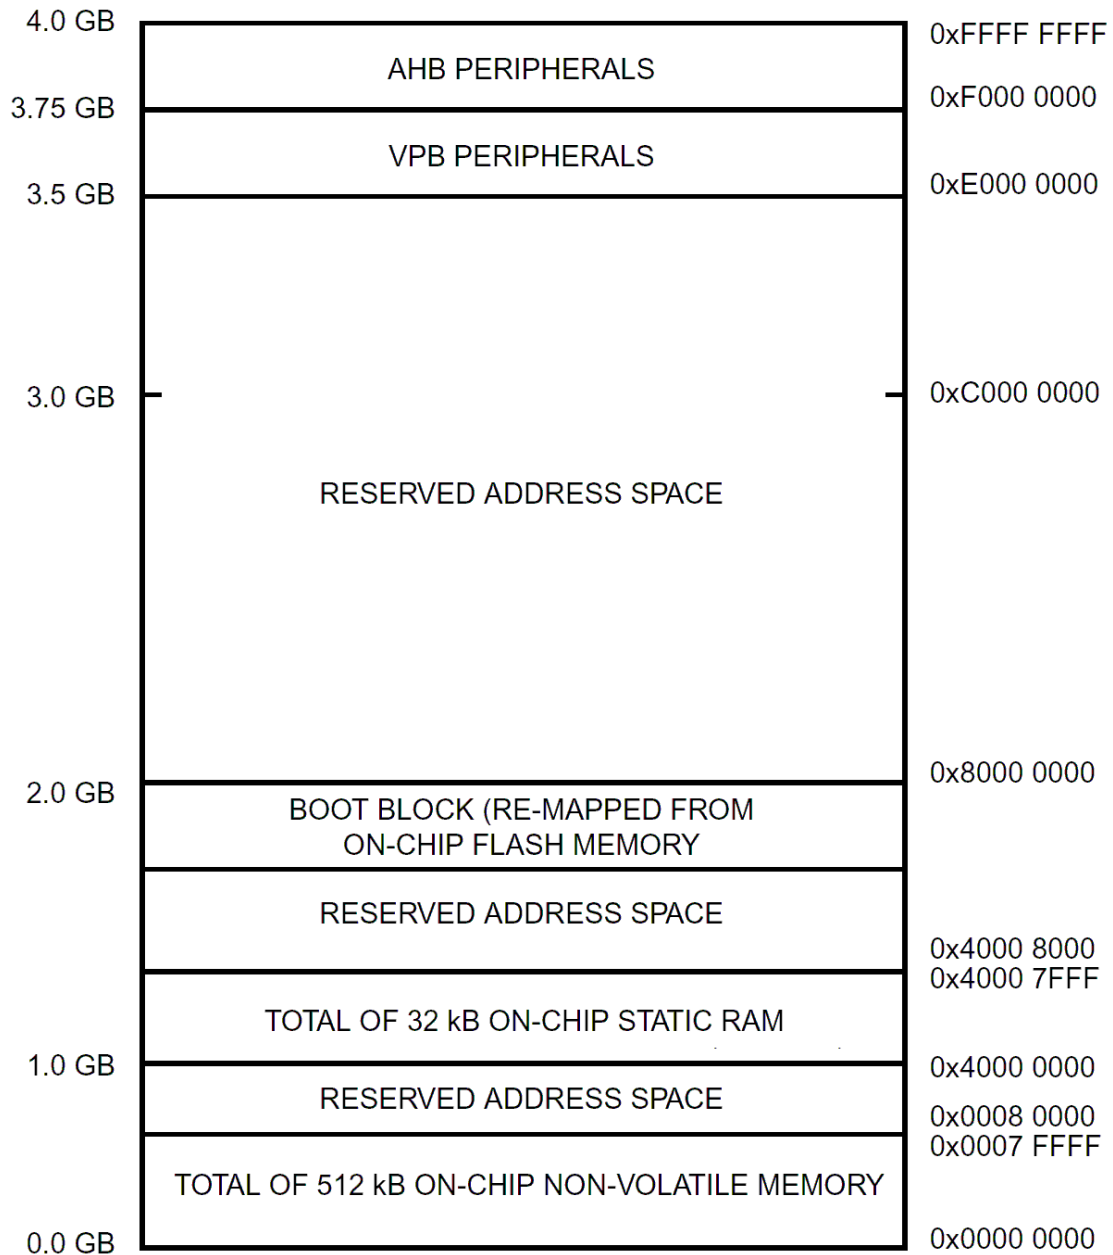 4.0 GB
0xFFFF FFFF
AHB PERIPHERALS
3.75 GB
0xF000 0000
VPB PERIPHERALS
3.5 GB
0xE000 0000
3.0 GB
0xC000 0000
RESERVED ADDRESS SPACE
0x8000 0000
2.0 GB
BOOT BLOCK (RE-MAPPED FROM
ON-CHIP FLASH MEMORY
RESERVED ADDRESS SPACE
0x4000 8000
0x4000 7FFF
TOTAL OF 32 kB ON-CHIP STATIC RAM
1.0 GB
0x4000 0000
RESERVED ADDRESS SPACE
0x0008 0000
0x0007 FFFF
TOTAL OF 512 kB ON-CHIP NON-VOLATILE MEMORY
0.0 GB
0x0000 0000